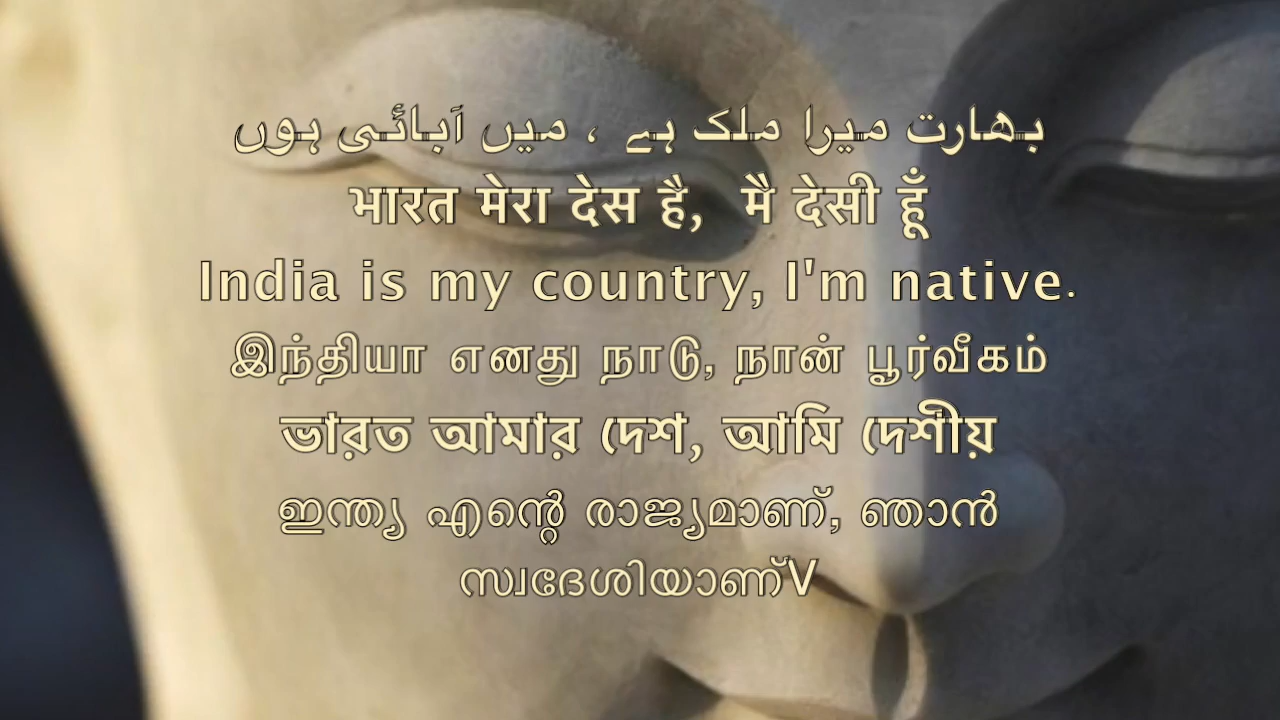 بھارت میرا ملک ہے ، میں آبائی ہوں
भारत मेरा देस है, मै देसी हूँ
India is my country, I'm native.
இந்தியா எனது நாடு, நான் பூர்வீகம்
ভারত আমার দেশ, আমি দেশীয়
ഇന്ത്യ എന്റെ രാജ്യമാണ്, ഞാൻ
സ്വദേശിയാണ്V